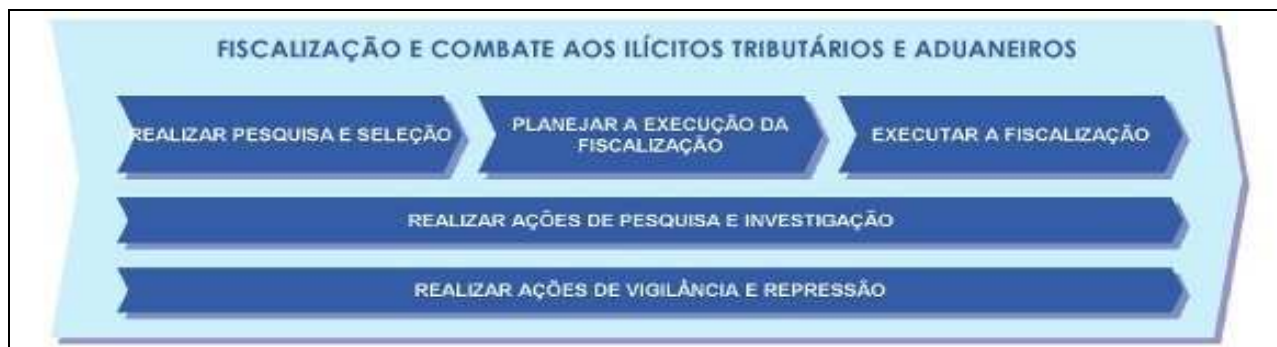 FISCALIZAÇÃO E COMBATE AOS ILÍCITOS TRIBUTÁRIOS E ADUANEIROS
REALIZAR PESQUISA E SELEÇÃO
PLANEJAR A EXECUÇÃO DA
FISCALIZAÇÃO
EXECUTAR A FISCALIZAÇÃO
REALIZAR AÇÕES DE PESQUISA E INVESTIGAÇÃO
REALIZAR AÇÕES DE VIGILÂNCIA E REPRESSÃO